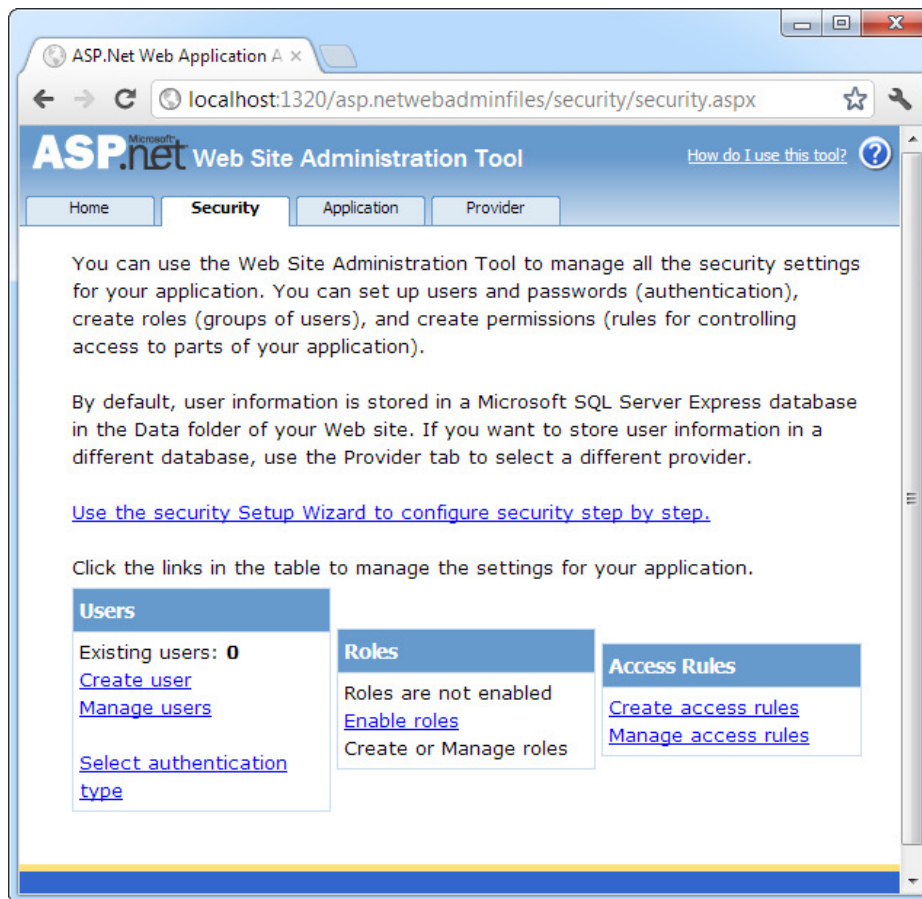 ASP.Net Web Application A
localhost:1320/asp.netwebadminfiles/security/security.aspx
Microsoft
ASP.net Web Site Administration Tool
How do I use this tool? ?
Home Security Application Provider
You can use the Web Site Administration Tool to manage all the security settings
for your application. You can set up users and passwords (authentication),
create roles (groups of users), and create permissions (rules for controlling
access to parts of your application).
By default, user information is stored in a Microsoft SQL Server Express database
in the Data folder of your Web site. If you want to store user information in a
different database, use the Provider tab to select a different provider.
Use the security Setup Wizard to configure security step by step.
Click the links in the table to manage the settings for your application.
Users
Existing users: 0
Create user
Manage users
Select authentication
type
Roles
Roles are not enabled
Enable roles
Create or Manage roles
Access Rules
Create access rules
Manage access rules